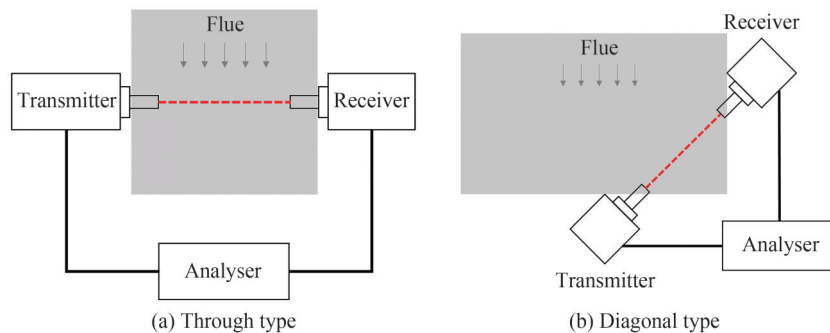 Flue
Transmitter
Receiver
Analyser
(a) Through type
Receiver
Flue
Analyser
Transmitter
(b) Diagonal type